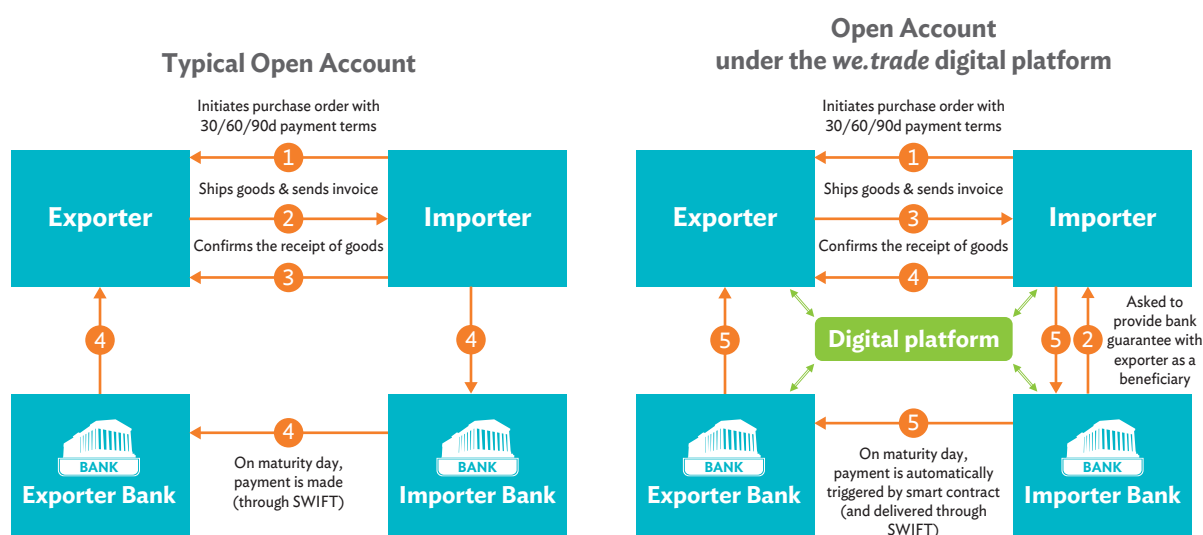 Typical Open Account
Initiates purchase order with
30/60/90d payment terms
1
Ships goods & sends invoice
Exporter
2
Importer
Confirms the receipt of goods
3
4
4
4
BANK
Exporter Bank
On maturity day,
payment is made
(through SWIFT)
BANK
Importer Bank
Open Account
under the we.trade digital platform
Initiates purchase order with
30/60/90d payment terms
1
Ships goods & sends invoice
Exporter
3
Importer
Confirms the receipt of goods
4
Digital platform
5
5
2
Asked to
provide bank
guarantee with
exporter as a
beneficiary
5
BANK
Exporter Bank
On maturity day,
payment is automatically
triggered by smart contract
(and delivered through
SWIFT)
BANK
Importer Bank